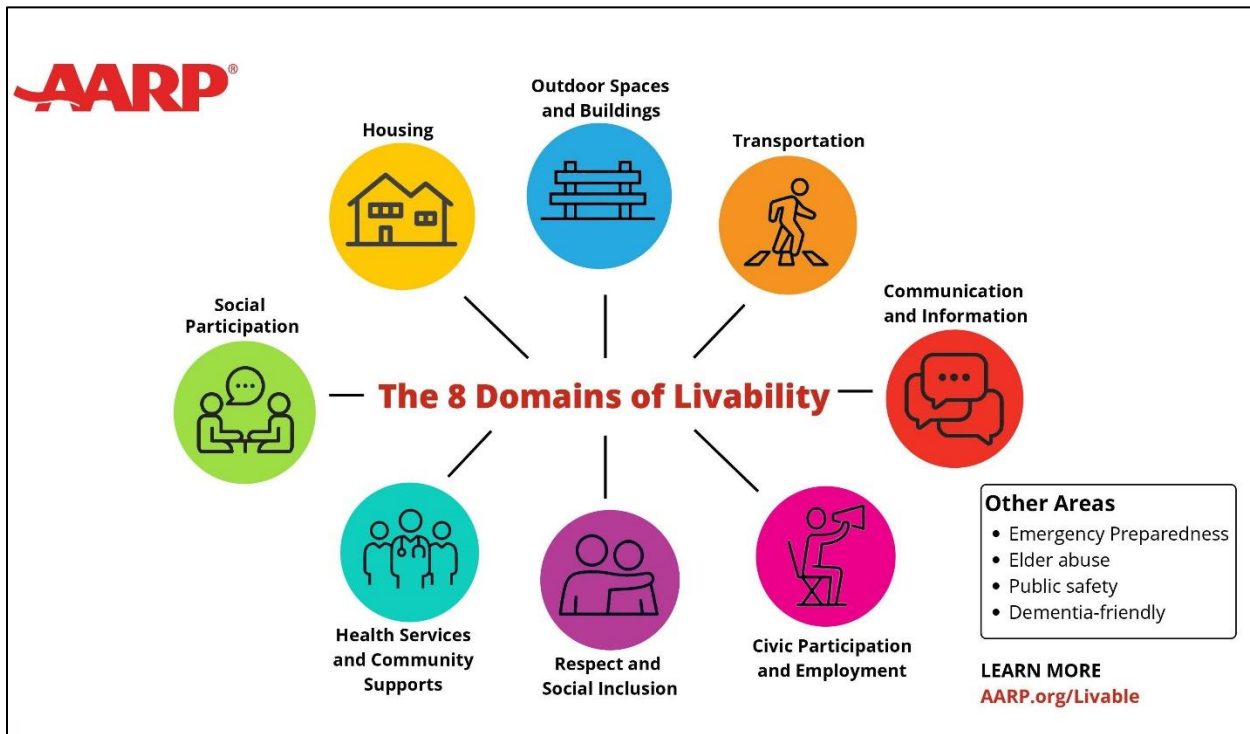 AARP®
Outdoor Spaces
and Buildings
Housing
Transportation
Social
Participation
Communication
and Information
The 8 Domains of Livability
Health Services
and Community
Supports
Respect and
Social Inclusion
Civic Participation
and Employment
Other Areas
• Emergency Preparedness
• Elder abuse
• Public safety
• Dementia-friendly
LEARN MORE
AARP.org/Livable